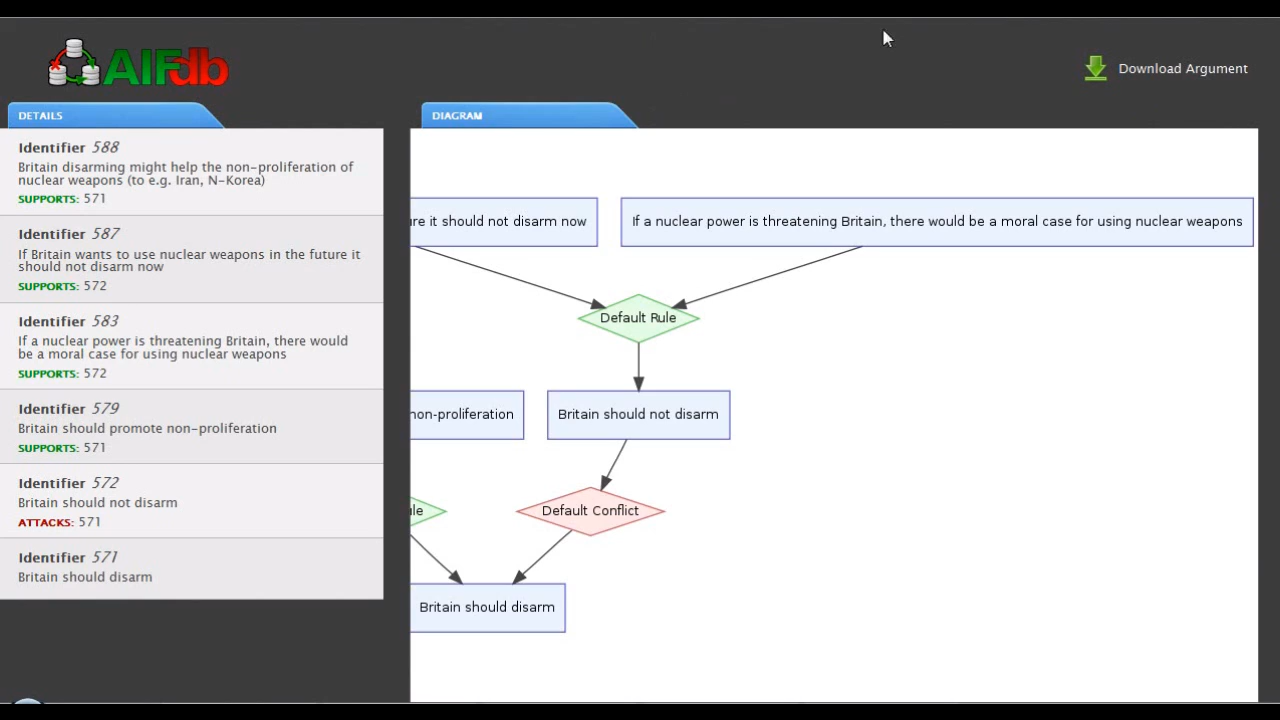 AIFdb
Download Argument
DETAILS
Identifier 588
Britain disarming might help the non-proliferation of
nuclear weapons (to e.g. Iran, N-Korea)
SUPPORTS: 571
Identifier 587
If Britain wants to use nuclear weapons in the future it
should not disarm now
SUPPORTS: 572
Identifier 583
If a nuclear power is threatening Britain, there would
be a moral case for using nuclear weapons
SUPPORTS: 572
Identifier 579
Britain should promote non-proliferation
SUPPORTS: 571
Identifier 572
Britain should not disarm
ATTACKS: 571
Identifier 571
Britain should disarm
DIAGRAM
re it should not disarm now
If a nuclear power is threatening Britain, there would be a moral case for using nuclear weapons
Default Rule
non-proliferation
Britain should not disarm
ule
Default Conflict
Britain should disarm